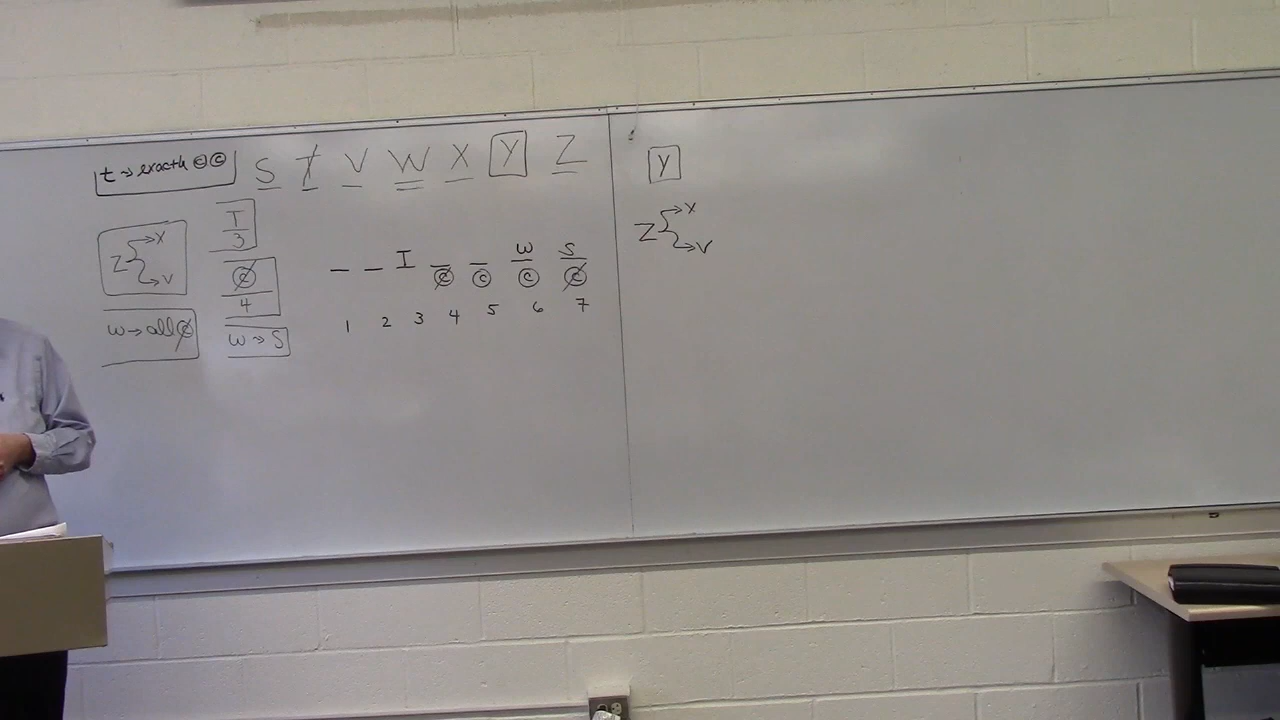 t → exactly © ©
S T V W X Y Z
Y
T
3
Z → X
→ V
Z → X
→ V
W S
_ _ T _ _ _ _
₵ © © ₵
₵
4
1 2 3 4 5 6 7
W → all ₵
W → S